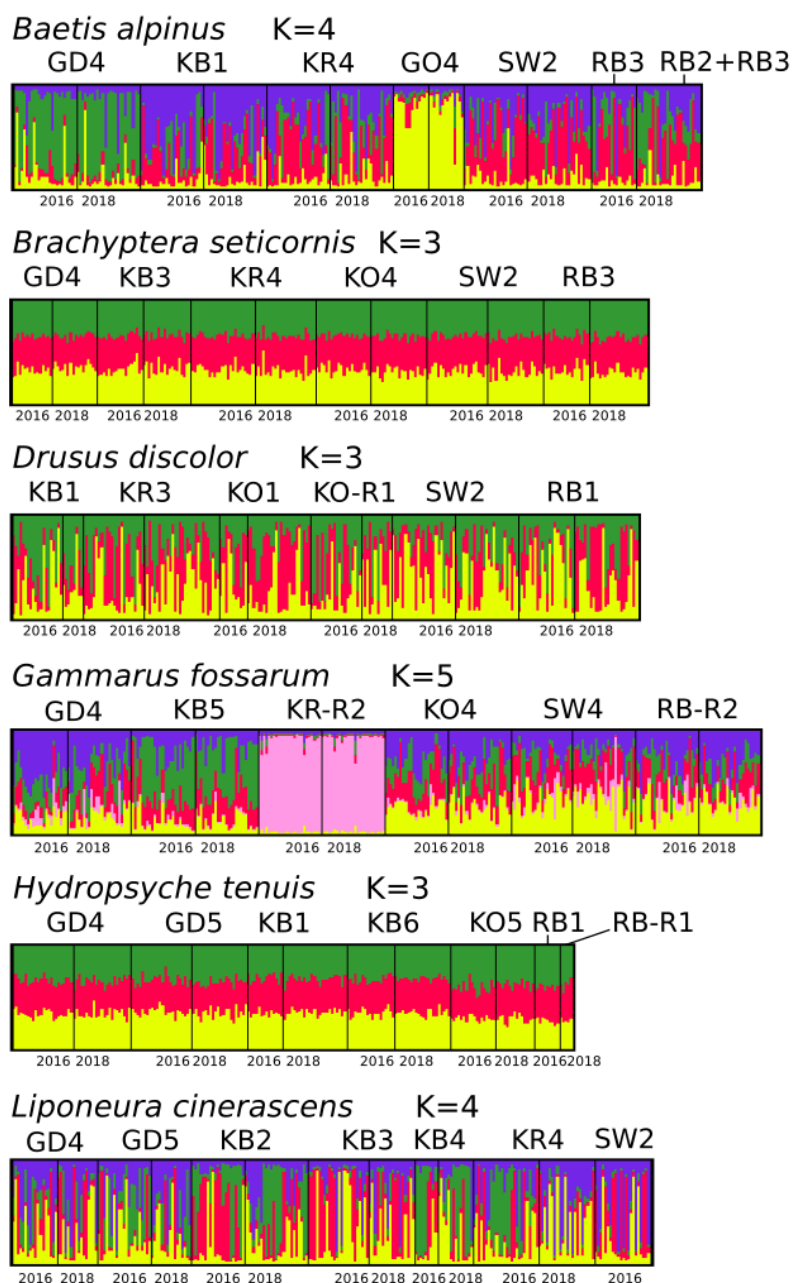 Baetis alpinus K=4
GD4 KB1 KR4 GO4 SW2 RB3 RB2+RB3
2016 2018 2016 2018 2016 2018 2016 2018 2016 2018 2016 2018
Brachyptera seticornis K=3
GD4 KB3 KR4 KO4 SW2 RB3
2016 2018 2016 2018 2016 2018 2016 2018 2016 2018 2016 2018
Drusus discolor K=3
KB1 KR3 KO1 KO-R1 SW2 RB1
2016 2018 2016 2018 2016 2018 2016 2018 2016 2018 2016 2018
Gammarus fossarum K=5
GD4 KB5 KR-R2 KO4 SW4 RB-R2
2016 2018 2016 2018 2016 2018 2016 2018 2016 2018 2016 2018
Hydropsyche tenuis K=3
GD4 GD5 KB1 KB6 KO5 RB1 RB-R1
2016 2018 2016 2018 2016 2018 2016 2018 2016 2018 2016 2018
Liponeura cinerascens K=4
GD4 GD5 KB2 KB3 KB4 KR4 SW2
2016 2018 2016 2018 2016 2018 2016 2018 2016 2018 2016 2018 2016